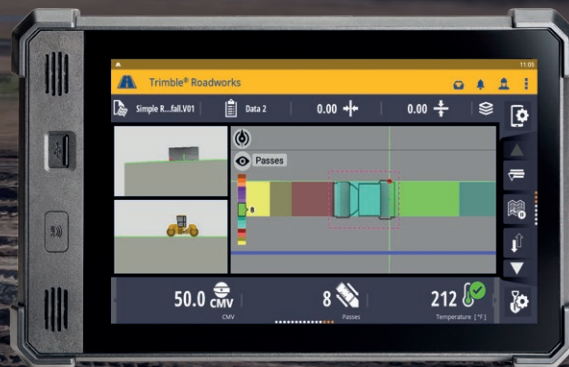 11:05
Trimble® Roadworks
Simple R...fall.V01 Data 2 0.00 0.00
Passes
8
50.0 CMV 8 212
CMV Passes Temperature [°F]